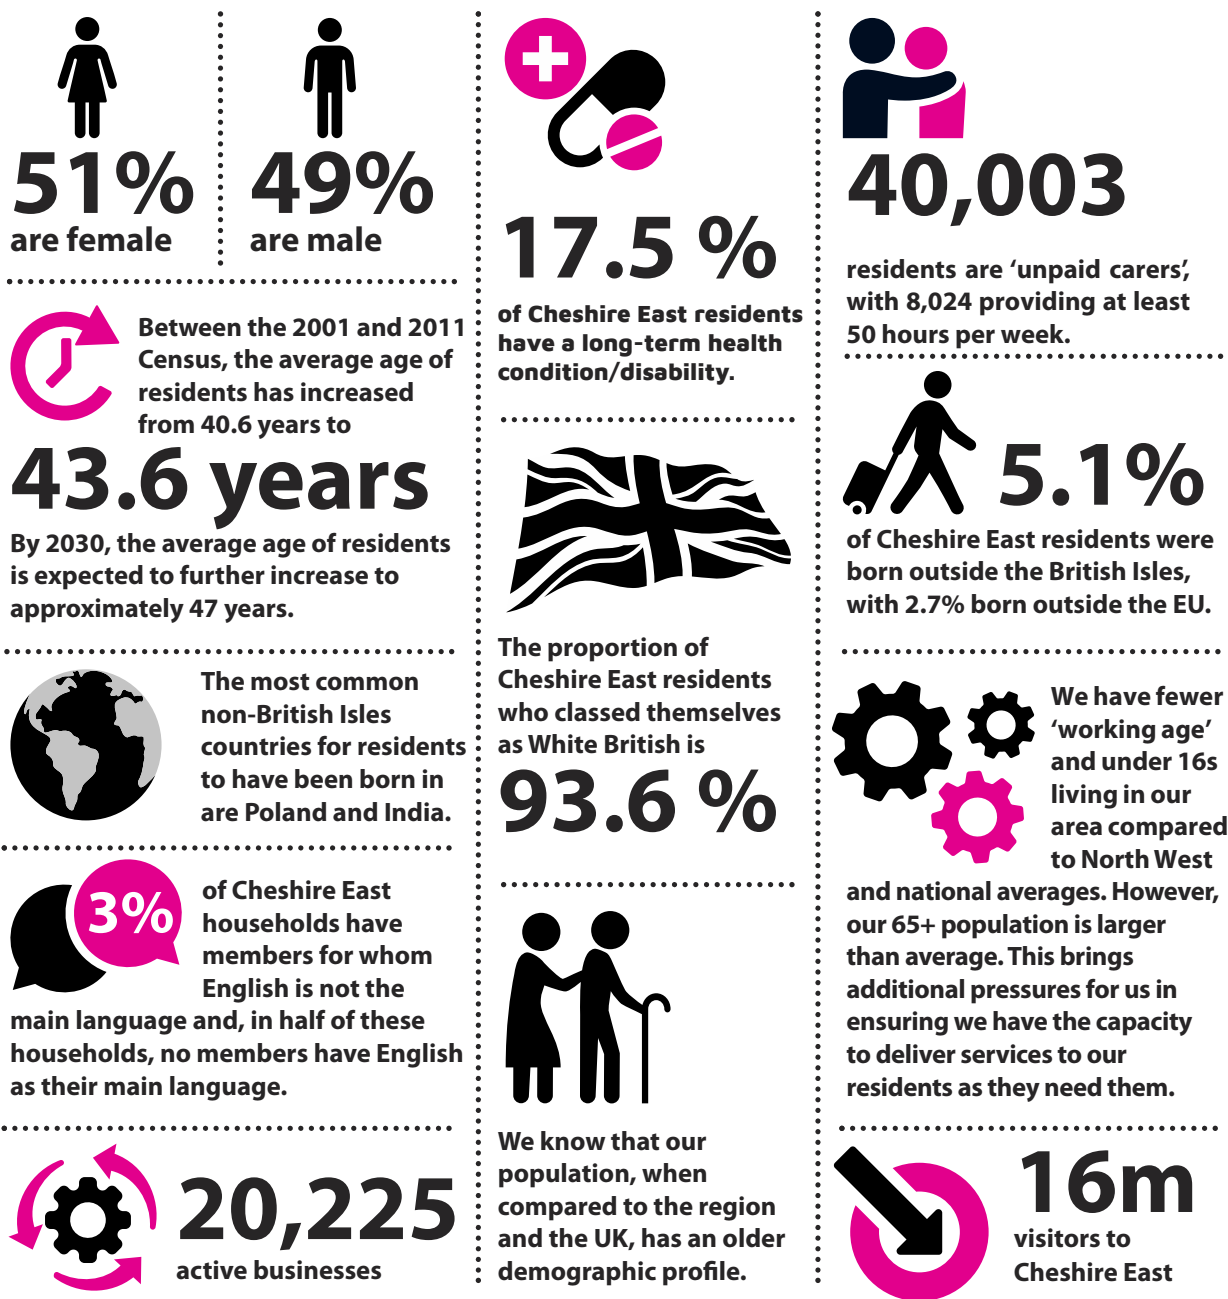 51%
are female
49%
are male
Between the 2001 and 2011
Census, the average age of
residents has increased
from 40.6 years to
43.6 years
By 2030, the average age of residents
is expected to further increase to
approximately 47 years.
The most common
non-British Isles
countries for residents
to have been born in
are Poland and India.
3%
of Cheshire East
households have
members for whom
English is not the
main language and, in half of these
households, no members have English
as their main language.
20,225
active businesses
17.5 %
of Cheshire East residents
have a long-term health
condition/disability.
The proportion of
Cheshire East residents
who classed themselves
as White British is
93.6 %
We know that our
population, when
compared to the region
and the UK, has an older
demographic profile.
40,003
residents are ‘unpaid carers’,
with 8,024 providing at least
50 hours per week.
5.1%
of Cheshire East residents were
born outside the British Isles,
with 2.7% born outside the EU.
We have fewer
‘working age’
and under 16s
living in our
area compared
to North West
and national averages. However,
our 65+ population is larger
than average. This brings
additional pressures for us in
ensuring we have the capacity
to deliver services to our
residents as they need them.
16m
visitors to
Cheshire East